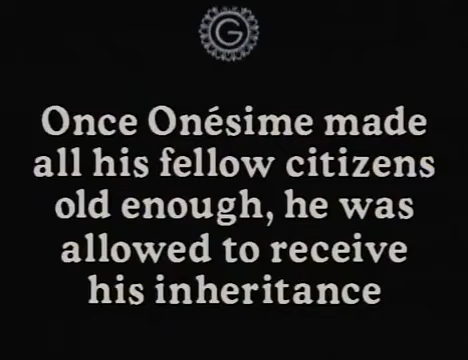 G
Once Onésime made
all his fellow citizens
old enough, he was
allowed to receive
his inheritance